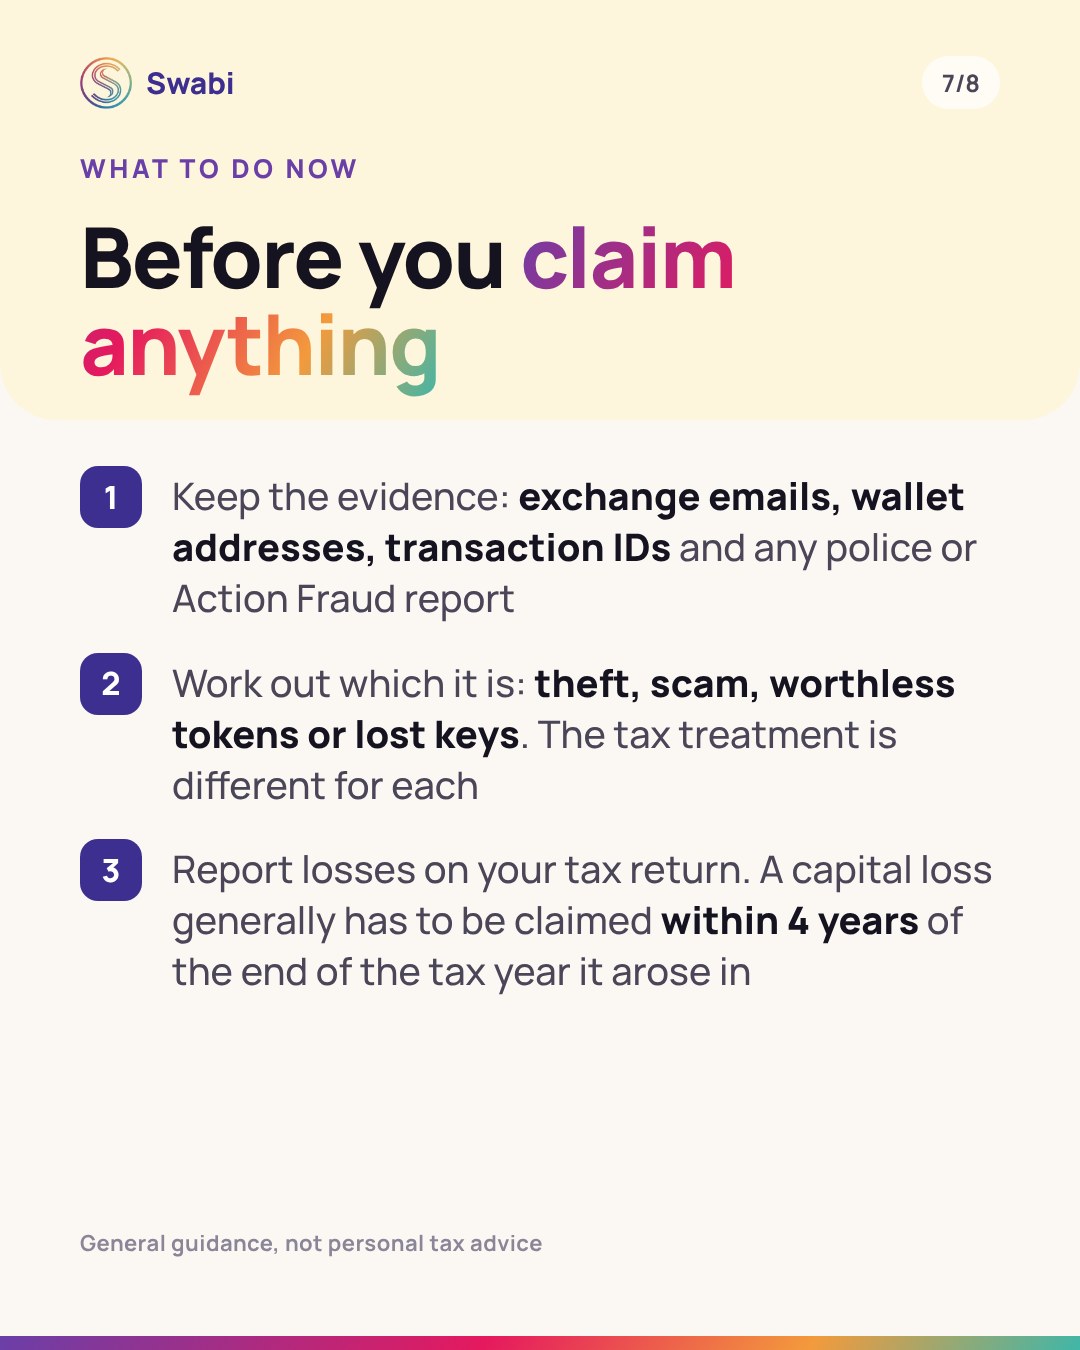 Swabi
7/8
WHAT TO DO NOW
Before you claim
anything
1
Keep the evidence: exchange emails, wallet
addresses, transaction IDs and any police or
Action Fraud report
2
Work out which it is: theft, scam, worthless
tokens or lost keys. The tax treatment is
different for each
3
Report losses on your tax return. A capital loss
generally has to be claimed within 4 years of
the end of the tax year it arose in
General guidance, not personal tax advice